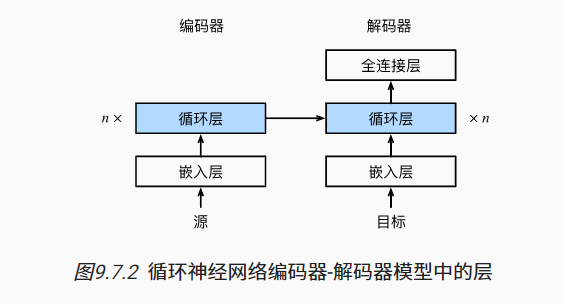 编码器
解码器
全连接层
n ×
循环层
循环层
× n
嵌入层
嵌入层
源
目标
图9.7.2 循环神经网络编码器-解码器模型中的层